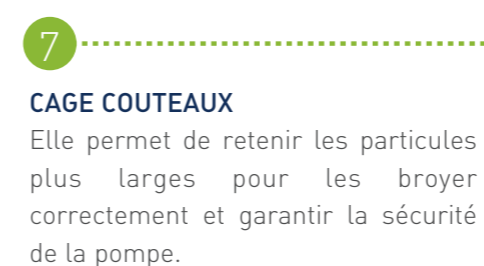 7
CAGE COUTEAUX
Elle permet de retenir les particules
plus larges pour les broyer
correctement et garantir la sécurité
de la pompe.